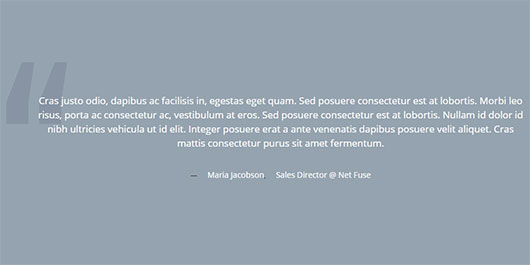 “
Cras justo odio, dapibus ac facilisis in, egestas eget quam. Sed posuere consectetur est at lobortis. Morbi leo
risus, porta ac consectetur ac, vestibulum at eros. Sed posuere consectetur est at lobortis. Nullam id dolor id
nibh ultricies vehicula ut id elit. Integer posuere erat a ante venenatis dapibus posuere velit aliquet. Cras
mattis consectetur purus sit amet fermentum.
— Maria Jacobson Sales Director @ Net Fuse